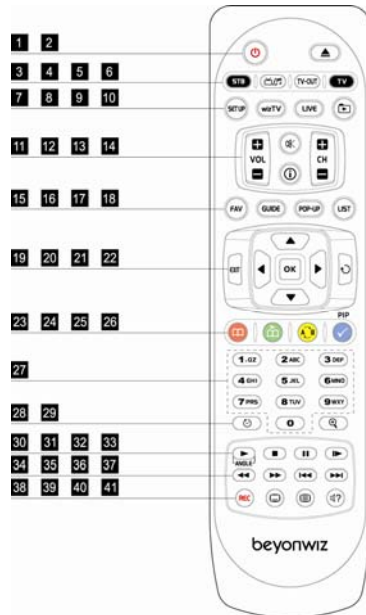 1 2
3 4 5 6
STB TV-OUT TV
7 8 9 10
SETUP wizTV LIVE
11 12 13 14
+ +
VOL CH
- i -
15 16 17 18
FAV GUIDE POP-UP LIST
19 20 21 22
EXIT OK
PIP
23 24 25 26
A B
27
1.@Z 2 ABC 3 DEF
4 GHI 5 JKL 6 MNO
7 PRS 8 TUV 9 WXY
28 29
0
30 31 32 33
ANGLE
34 35 36 37
38 39 40 41
REC ?
beyonwiz